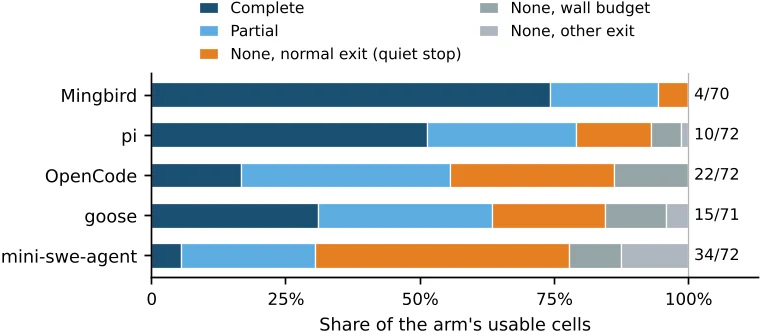 Complete
Partial
None, normal exit (quiet stop)
None, wall budget
None, other exit
Mingbird 4/70
pi 10/72
OpenCode 22/72
goose 15/71
mini-swe-agent 34/72
0 25% 50% 75% 100%
Share of the arm's usable cells